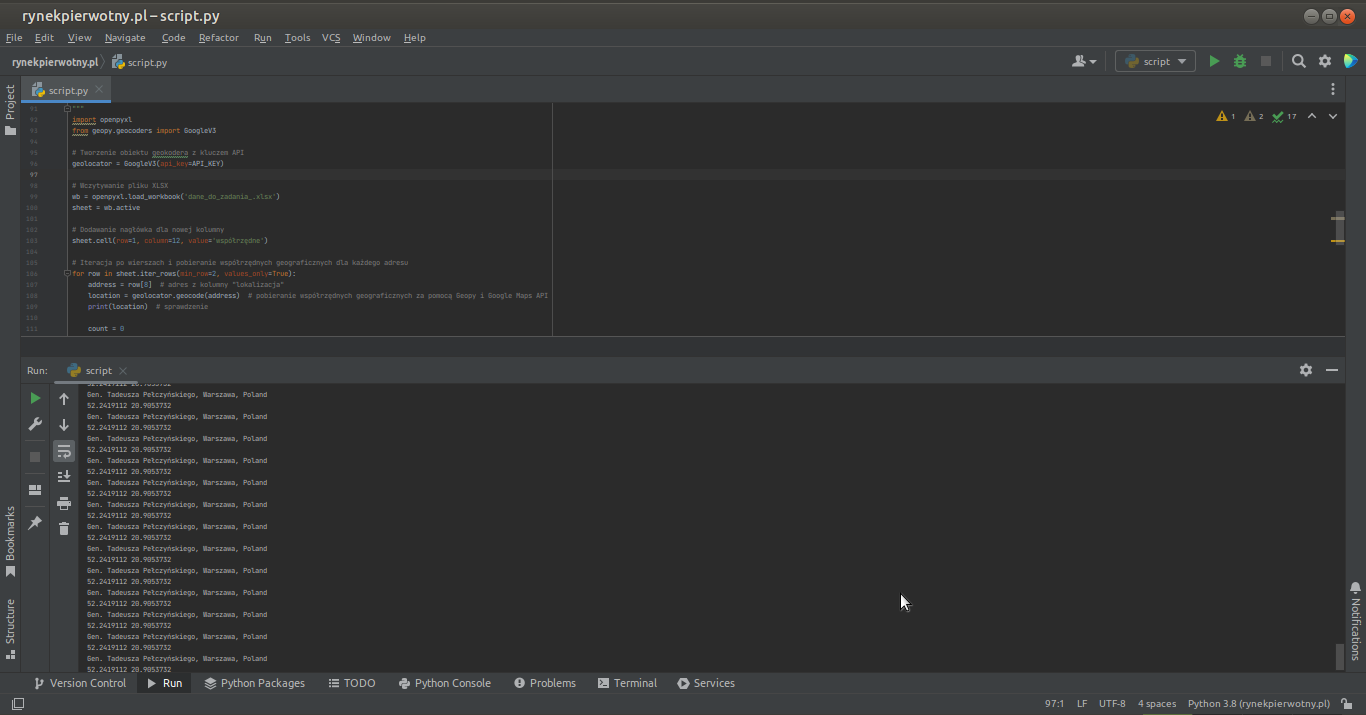 rynekpierwotny.pl – script.py
File Edit View Navigate Code Refactor Run Tools VCS Window Help
rynekpierwotny.pl script.py
script
Project
script.py
1 2 17
91 """
92 import openpyxl
93 from geopy.geocoders import GoogleV3
94
95 # Tworzenie obiektu geokodera z kluczem API
96 geolocator = GoogleV3(api_key=API_KEY)
97
98 # Wczytywanie pliku XLSX
99 wb = openpyxl.load_workbook('dane_do_zadania_.xlsx')
100 sheet = wb.active
101
102 # Dodawanie nagłówka dla nowej kolumny
103 sheet.cell(row=1, column=12, value='współrzędne')
104
105 # Iteracja po wierszach i pobieranie współrzędnych geograficznych dla każdego adresu
106 for row in sheet.iter_rows(min_row=2, values_only=True):
107 address = row[8] # adres z kolumny "lokalizacja"
108 location = geolocator.geocode(address) # pobieranie współrzędnych geograficznych za pomocą Geopy i Google Maps API
109 print(location) # sprawdzenie
110
111 count = 0
Run: script
52.2419112 20.9053732
Gen. Tadeusza Pełczyńskiego, Warszawa, Poland
52.2419112 20.9053732
Gen. Tadeusza Pełczyńskiego, Warszawa, Poland
52.2419112 20.9053732
Gen. Tadeusza Pełczyńskiego, Warszawa, Poland
52.2419112 20.9053732
Gen. Tadeusza Pełczyńskiego, Warszawa, Poland
52.2419112 20.9053732
Gen. Tadeusza Pełczyńskiego, Warszawa, Poland
52.2419112 20.9053732
Gen. Tadeusza Pełczyńskiego, Warszawa, Poland
52.2419112 20.9053732
Gen. Tadeusza Pełczyńskiego, Warszawa, Poland
52.2419112 20.9053732
Gen. Tadeusza Pełczyńskiego, Warszawa, Poland
52.2419112 20.9053732
Gen. Tadeusza Pełczyńskiego, Warszawa, Poland
52.2419112 20.9053732
Gen. Tadeusza Pełczyńskiego, Warszawa, Poland
52.2419112 20.9053732
Gen. Tadeusza Pełczyńskiego, Warszawa, Poland
52.2419112 20.9053732
Gen. Tadeusza Pełczyńskiego, Warszawa, Poland
52.2419112 20.9053732
Gen. Tadeusza Pełczyńskiego, Warszawa, Poland
52.2419112 20.9053732
Bookmarks
Structure
Notifications
Version Control Run Python Packages TODO Python Console Problems Terminal Services
97:1 LF UTF-8 4 spaces Python 3.8 (rynekpierwotny.pl)